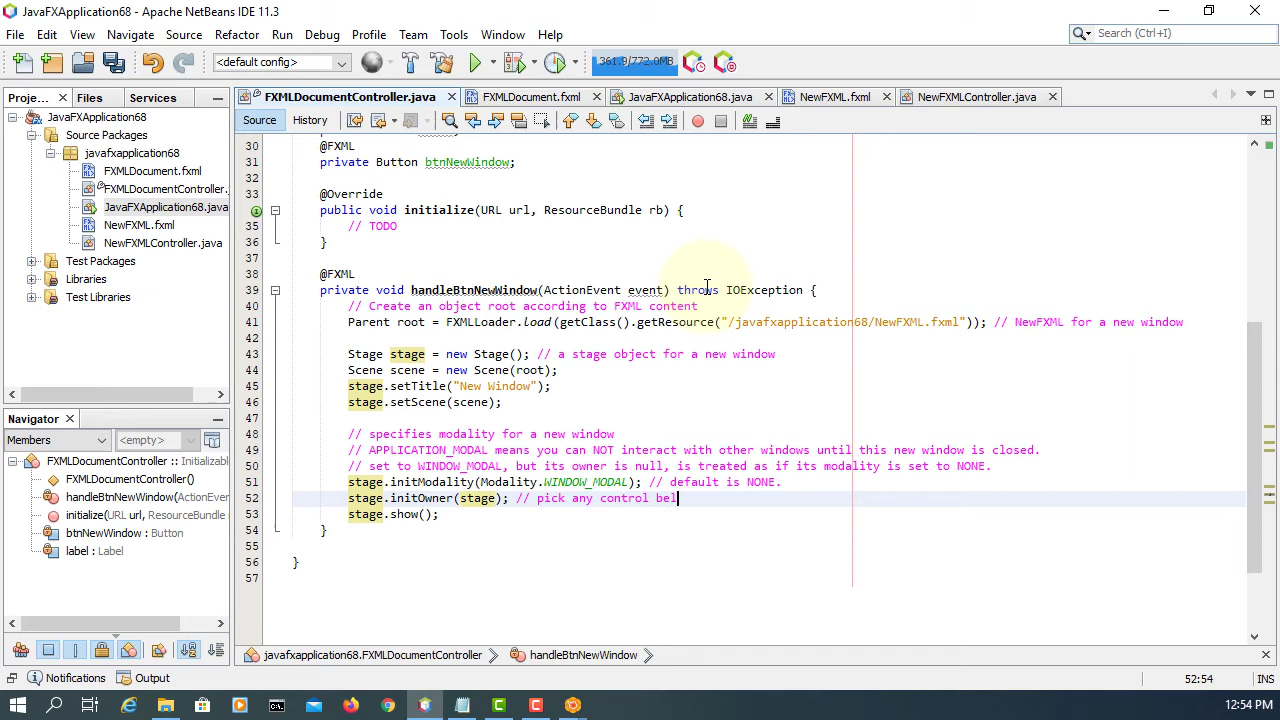 JavaFXApplication68 - Apache NetBeans IDE 11.3
File Edit View Navigate Source Refactor Run Debug Profile Team Tools Window Help
Search (Ctrl+I)
<default config>
361.9/772.0MB
Proje... Files Services
FXMLDocumentController.java FXMLDocument.fxml JavaFXApplication68.java NewFXML.fxml NewFXMLController.java
Source History
JavaFXApplication68
Source Packages
javafxapplication68
FXMLDocument.fxml
FXMLDocumentController.
JavaFXApplication68.java
NewFXML.fxml
NewFXMLController.java
Test Packages
Libraries
Test Libraries
Navigator
Members <empty>
FXMLDocumentController :: Initializabl
FXMLDocumentController()
handleBtnNewWindow(ActionEven
initialize(URL url, ResourceBundle rb)
btnNewWindow : Button
label : Label
30 @FXML
31 private Button btnNewWindow;
32
33 @Override
34 public void initialize(URL url, ResourceBundle rb) {
35 // TODO
36 }
37
38 @FXML
39 private void handleBtnNewWindow(ActionEvent event) throws IOException {
40 // Create an object root according to FXML content
41 Parent root = FXMLLoader.load(getClass().getResource("/javafxapplication68/NewFXML.fxml")); // NewFXML for a new window
42
43 Stage stage = new Stage(); // a stage object for a new window
44 Scene scene = new Scene(root);
45 stage.setTitle("New Window");
46 stage.setScene(scene);
47
48 // specifies modality for a new window
49 // APPLICATION_MODAL means you can NOT interact with other windows until this new window is closed.
50 // set to WINDOW_MODAL, but its owner is null, is treated as if its modality is set to NONE.
51 stage.initModality(Modality.WINDOW_MODAL); // default is NONE.
52 stage.initOwner(stage); // pick any control bel
53 stage.show();
54 }
55
56 }
57
javafxapplication68.FXMLDocumentController handleBtnNewWindow
Notifications Output
52:54 INS
12:54 PM